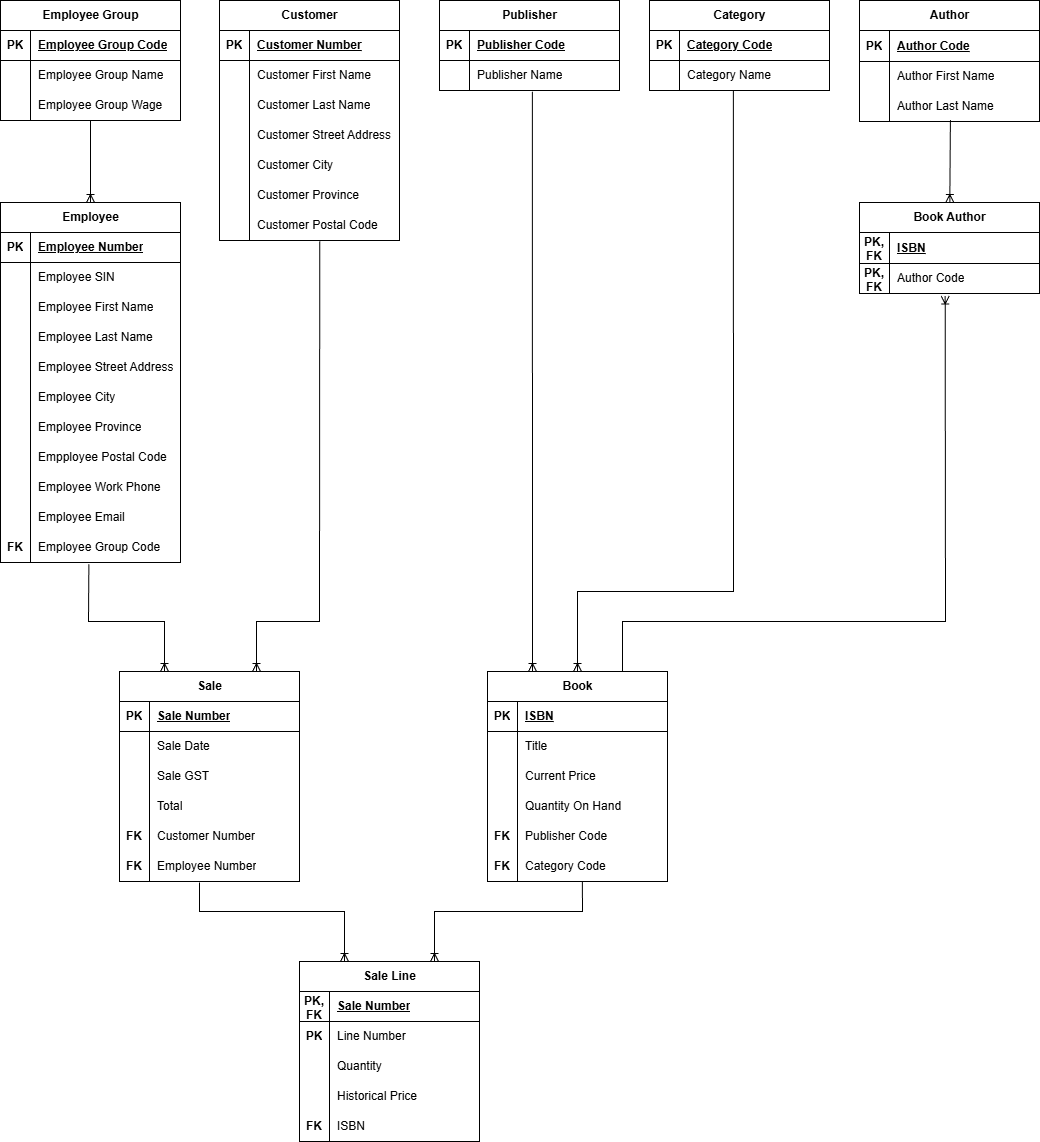 Employee Group
PK Employee Group Code
Employee Group Name
Employee Group Wage
Customer
PK Customer Number
Customer First Name
Customer Last Name
Customer Street Address
Customer City
Customer Province
Customer Postal Code
Publisher
PK Publisher Code
Publisher Name
Category
PK Category Code
Category Name
Author
PK Author Code
Author First Name
Author Last Name
Employee
PK Employee Number
Employee SIN
Employee First Name
Employee Last Name
Employee Street Address
Employee City
Employee Province
Empployee Postal Code
Employee Work Phone
Employee Email
FK Employee Group Code
Book Author
PK,
FK ISBN
PK,
FK Author Code
Sale
PK Sale Number
Sale Date
Sale GST
Total
FK Customer Number
FK Employee Number
Book
PK ISBN
Title
Current Price
Quantity On Hand
FK Publisher Code
FK Category Code
Sale Line
PK,
FK Sale Number
PK Line Number
Quantity
Historical Price
FK ISBN